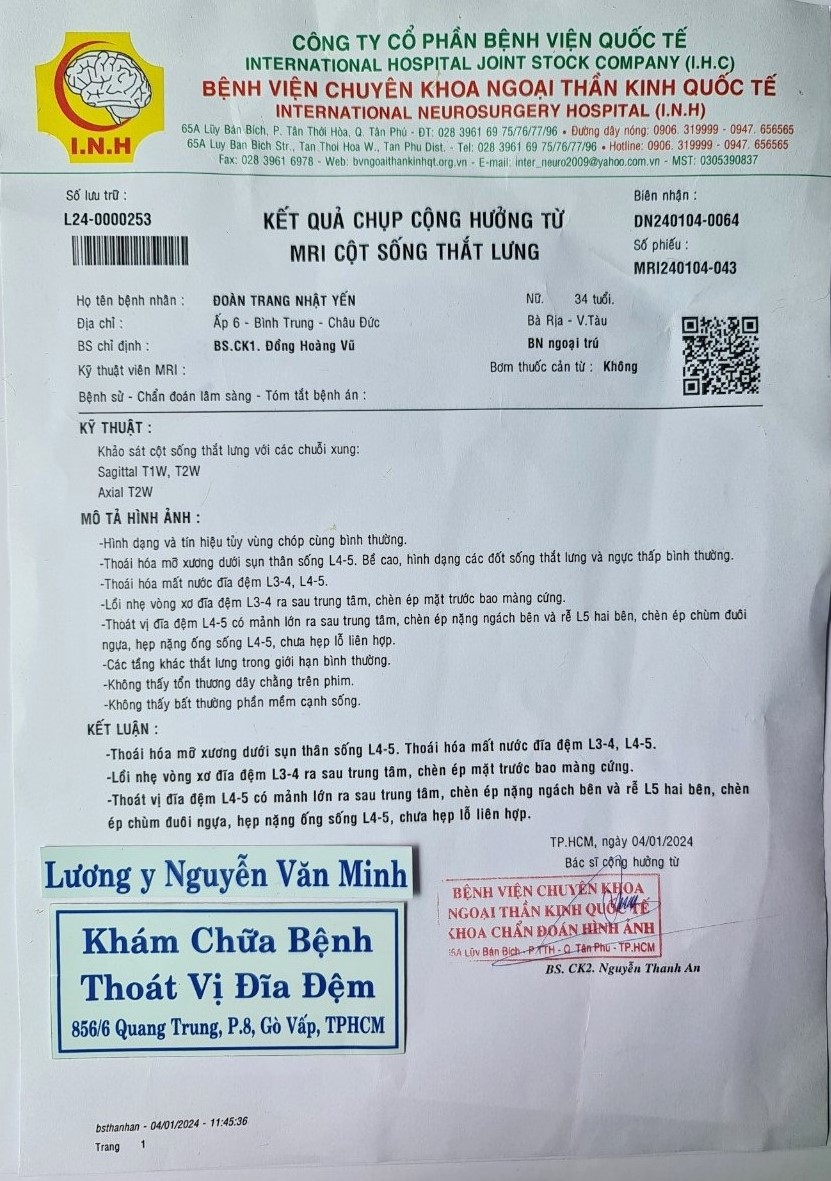 CÔNG TY CỔ PHẦN BỆNH VIỆN QUỐC TẾ
INTERNATIONAL HOSPITAL JOINT STOCK COMPANY (I.H.C)
BỆNH VIỆN CHUYÊN KHOA NGOẠI THẦN KINH QUỐC TẾ
INTERNATIONAL NEUROSURGERY HOSPITAL (I.N.H)
I.N.H
65A Lũy Bán Bích, P. Tân Thới Hòa, Q. Tân Phú - ĐT: 028 3961 69 75/76/77/96 • Đường dây nóng: 0906. 319999 - 0947. 656565
65A Luy Ban Bich Str., Tan Thoi Hoa W., Tan Phu Dist. - Tel: 028 3961 69 75/76/77/96 • Hotline: 0906. 319999 - 0947. 656565
Fax: 028 3961 6978 - Web: bvngoaithankinhqt.org.vn - E-mail: inter_neuro2009@yahoo.com.vn - MST: 0305390837
Số lưu trữ :
L24-0000253
KẾT QUẢ CHỤP CỘNG HƯỞNG TỪ
MRI CỘT SỐNG THẮT LƯNG
Biên nhận :
DN240104-0064
Số phiếu :
MRI240104-043
Họ tên bệnh nhân : ĐOÀN TRANG NHẬT YẾN Nữ. 34 tuổi.
Địa chỉ : Ấp 6 - Bình Trung - Châu Đức Bà Rịa - V.Tàu
BS chỉ định : BS.CK1. Đồng Hoàng Vũ BN ngoại trú
Kỹ thuật viên MRI : Bơm thuốc cản từ : Không
Bệnh sử - Chẩn đoán lâm sàng - Tóm tắt bệnh án :
KỸ THUẬT :
Khảo sát cột sống thắt lưng với các chuỗi xung:
Sagittal T1W, T2W
Axial T2W
MÔ TẢ HÌNH ẢNH :
-Hình dạng và tín hiệu tủy vùng chóp cùng bình thường.
-Thoái hóa mỡ xương dưới sụn thân sống L4-5. Bề cao, hình dạng các đốt sống thắt lưng và ngực thấp bình thường.
-Thoái hóa mất nước đĩa đệm L3-4, L4-5.
-Lồi nhẹ vòng xơ đĩa đệm L3-4 ra sau trung tâm, chèn ép mặt trước bao màng cứng.
-Thoát vị đĩa đệm L4-5 có mảnh lớn ra sau trung tâm, chèn ép nặng ngách bên và rễ L5 hai bên, chèn ép chùm đuôi
ngựa, hẹp nặng ống sống L4-5, chưa hẹp lỗ liên hợp.
-Các tầng khác thắt lưng trong giới hạn bình thường.
-Không thấy tổn thương dây chằng trên phim.
-Không thấy bất thường phần mềm cạnh sống.
KẾT LUẬN :
-Thoái hóa mỡ xương dưới sụn thân sống L4-5. Thoái hóa mất nước đĩa đệm L3-4, L4-5.
-Lồi nhẹ vòng xơ đĩa đệm L3-4 ra sau trung tâm, chèn ép mặt trước bao màng cứng.
-Thoát vị đĩa đệm L4-5 có mảnh lớn ra sau trung tâm, chèn ép nặng ngách bên và rễ L5 hai bên, chèn
ép chùm đuôi ngựa, hẹp nặng ống sống L4-5, chưa hẹp lỗ liên hợp.
TP.HCM, ngày 04/01/2024
Bác sĩ cộng hưởng từ
BỆNH VIỆN CHUYÊN KHOA
NGOẠI THẦN KINH QUỐC TẾ
KHOA CHẨN ĐOÁN HÌNH ẢNH
65A Lũy Bán Bích - P.TTH - Q. Tân Phú - TP.HCM
BS. CK2. Nguyễn Thanh An
Lương y Nguyễn Văn Minh
Khám Chữa Bệnh
Thoát Vị Đĩa Đệm
856/6 Quang Trung, P.8, Gò Vấp, TPHCM
bsthanhan - 04/01/2024 - 11:45:36
Trang 1